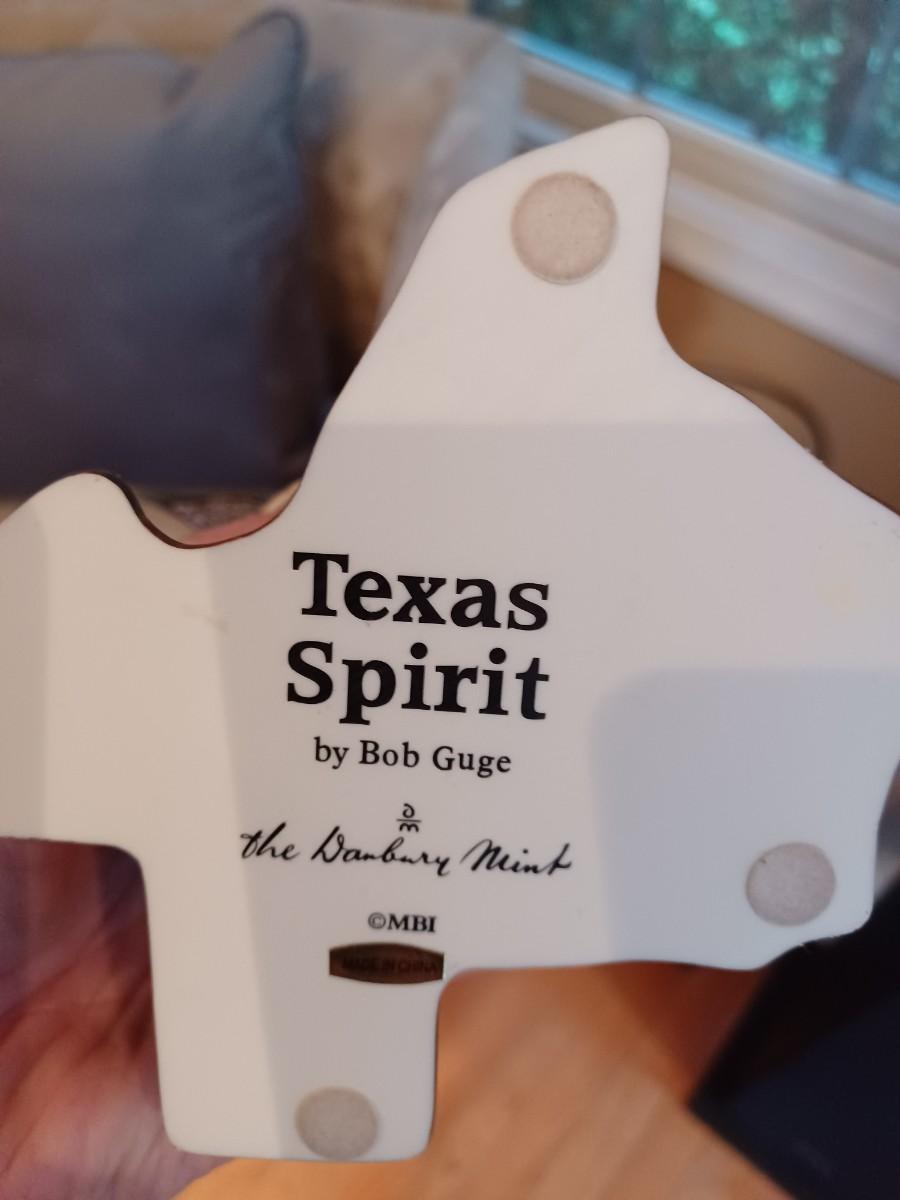 Texas
Spirit
by Bob Guge
the Danbury Mint
©MBI
MADE IN CHINA